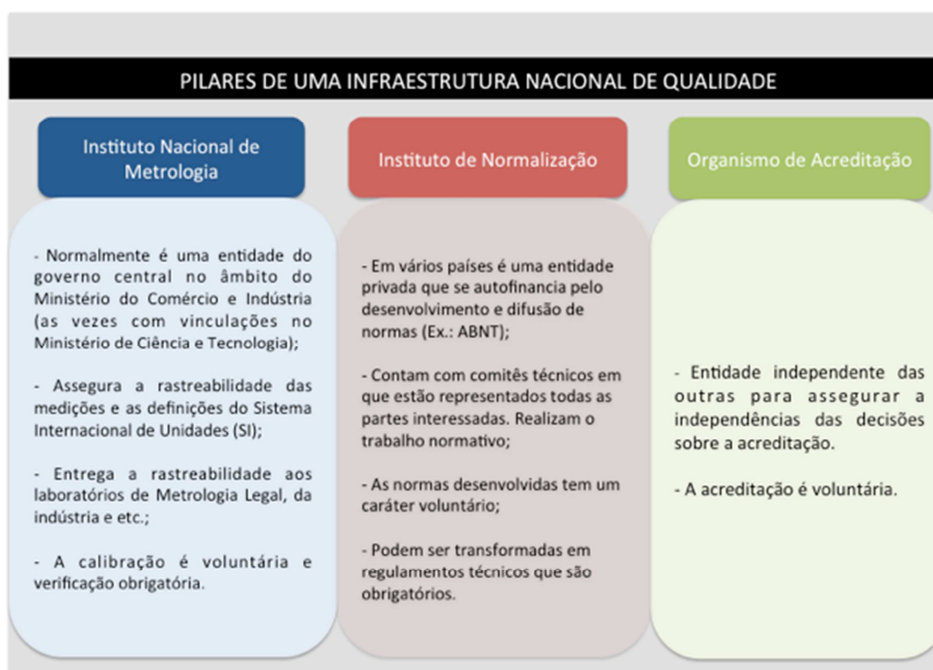 PILARES DE UMA INFRAESTRUTURA NACIONAL DE QUALIDADE
Instituto Nacional de
Metrologia
- Normalmente é uma entidade do
governo central no âmbito do
Ministério do Comércio e Indústria
(as vezes com vinculações no
Ministério de Ciência e Tecnologia);
- Assegura a rastreabilidade das
medições e as definições do Sistema
Internacional de Unidades (SI);
- Entrega a rastreabilidade aos
laboratórios de Metrologia Legal, da
indústria e etc.;
- A calibração é voluntária e
verificação obrigatória.
Instituto de Normalização
- Em vários países é uma entidade
privada que se autofinancia pelo
desenvolvimento e difusão de
normas (Ex.: ABNT);
- Contam com comitês técnicos em
que estão representados todas as
partes interessadas. Realizam o
trabalho normativo;
- As normas desenvolvidas tem um
caráter voluntário;
- Podem ser transformadas em
regulamentos técnicos que são
obrigatórios.
Organismo de Acreditação
- Entidade independente das
outras para assegurar a
independências das decisões
sobre a acreditação.
- A acreditação é voluntária.